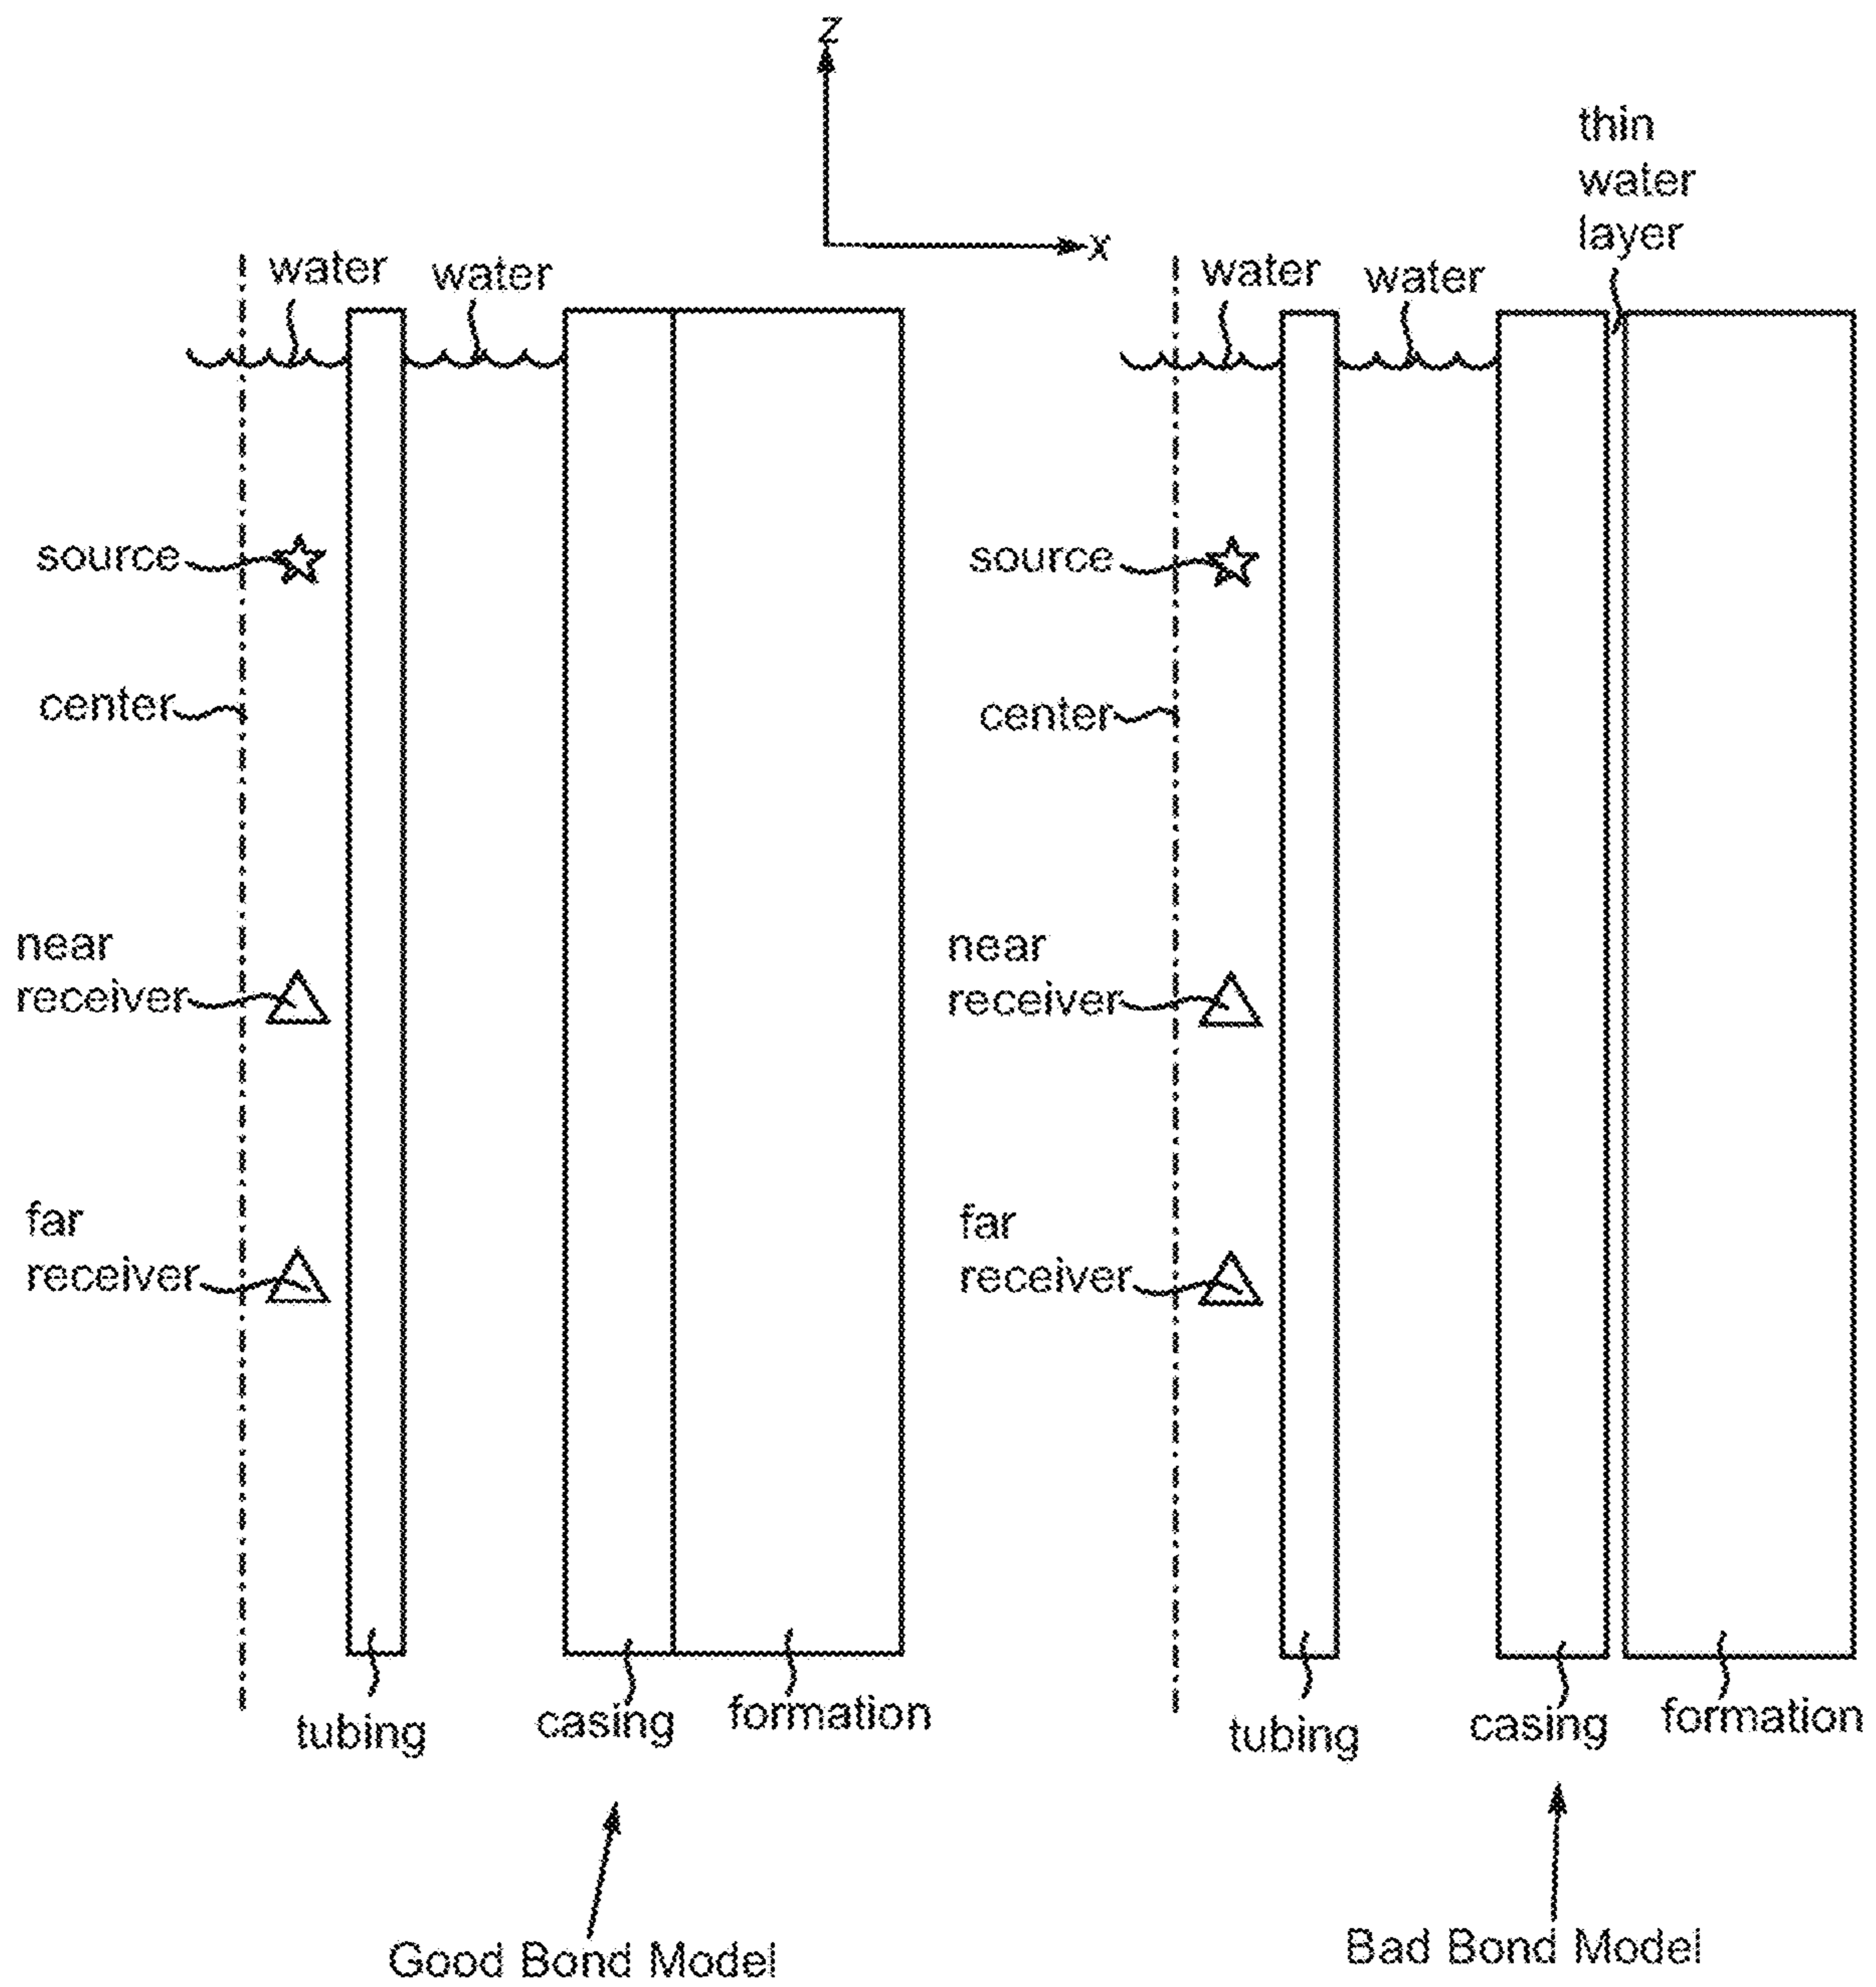 z
x
water
water
source
center
near
receiver
far
receiver
tubing
casing
formation
Good Bond Model
thin
water
layer
water
water
source
center
near
receiver
far
receiver
tubing
casing
formation
Bad Bond Model